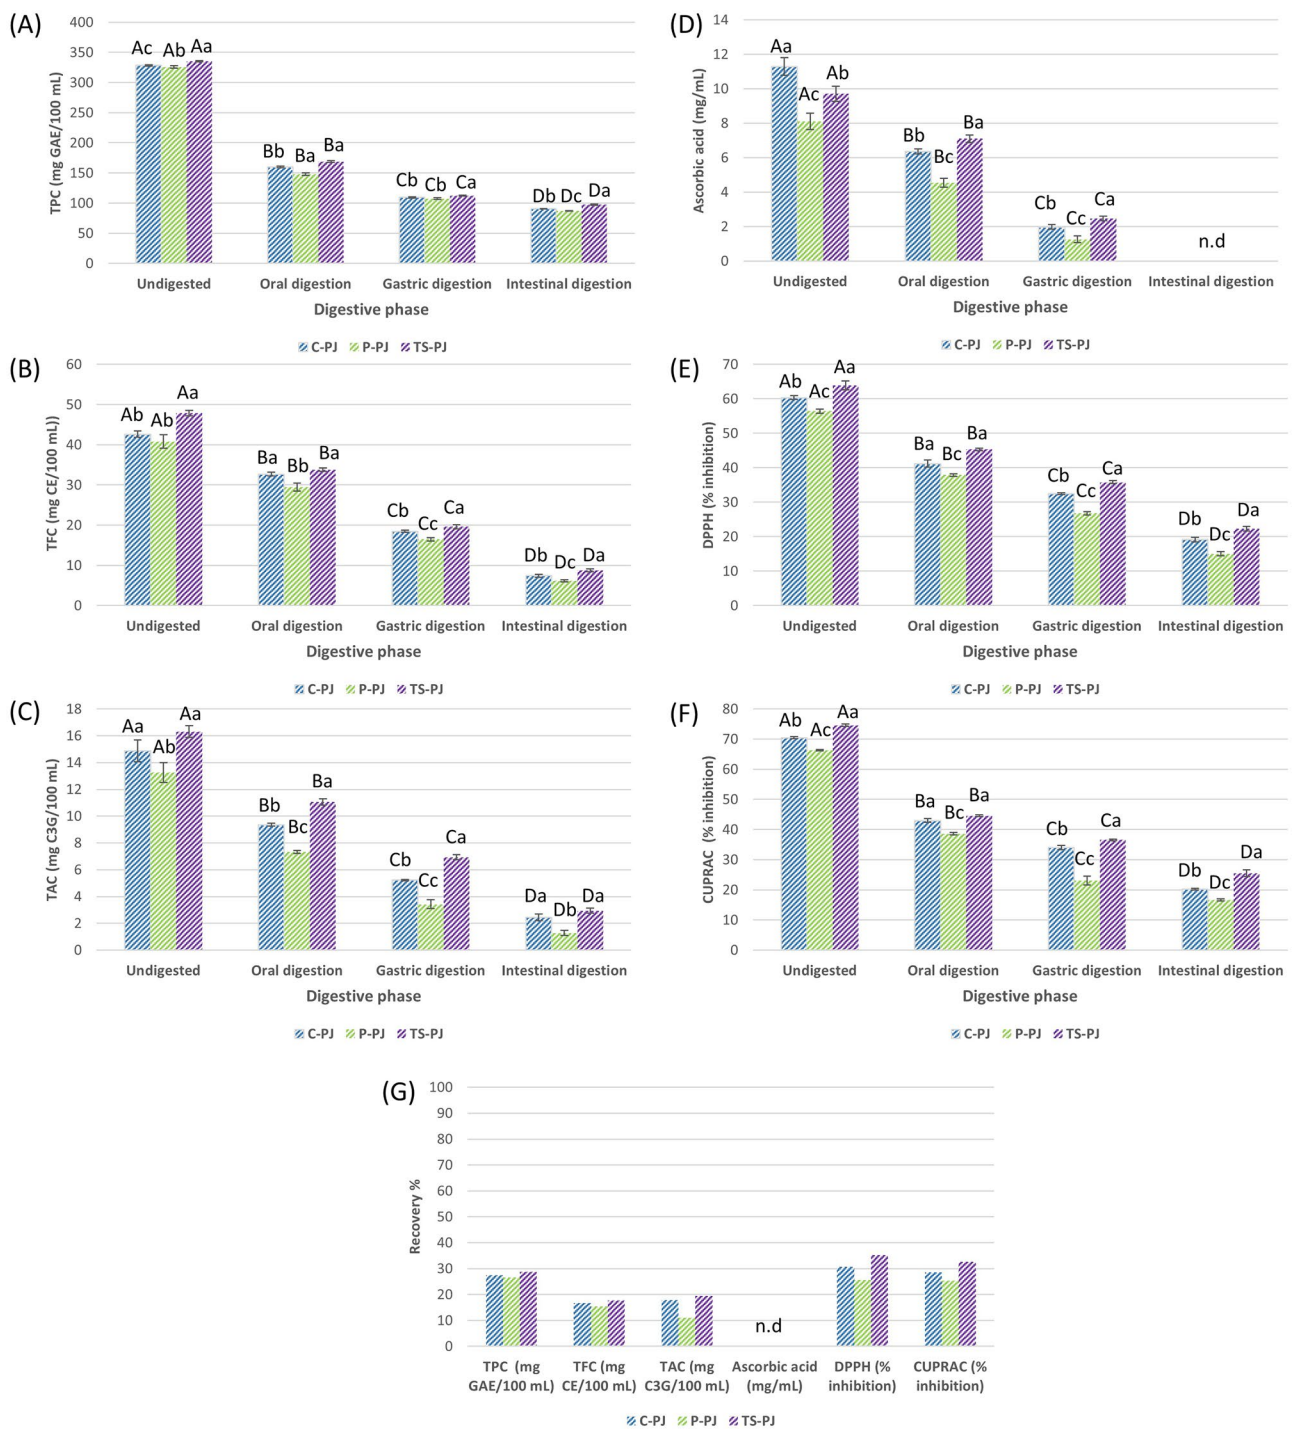 (A)
400
350
300
250
200
150
100
50
0
TPC (mg GAE/100 mL)
Ac Ab Aa
Bb Ba Ba
Cb Cb Ca
Db Dc Da
Undigested Oral digestion Gastric digestion Intestinal digestion
Digestive phase
C-PJ P-PJ TS-PJ
(D)
14
12
10
8
6
4
2
0
Ascorbic acid (mg/mL)
Aa Ac Ab
Bb Bc Ba
Cb Cc Ca
n.d
Undigested Oral digestion Gastric digestion Intestinal digestion
Digestive phase
C-PJ P-PJ TS-PJ
(B)
60
50
40
30
20
10
0
TFC (mg CE/100 mL))
Ab Ab Aa
Ba Bb Ba
Cb Cc Ca
Db Dc Da
Undigested Oral digestion Gastric digestion Intestinal digestion
Digestive phase
C-PJ P-PJ TS-PJ
(E)
70
60
50
40
30
20
10
0
DPPH (% inhibition)
Ab Ac Aa
Ba Bc Ba
Cb Cc Ca
Db Dc Da
Undigested Oral digestion Gastric digestion Intestinal digestion
Digestive phase
C-PJ P-PJ TS-PJ
(C)
18
16
14
12
10
8
6
4
2
0
TAC (mg C3G/100 mL)
Aa Ab Aa
Bb Bc Ba
Cb Cc Ca
Da Db Da
Undigested Oral digestion Gastric digestion Intestinal digestion
Digestive phase
C-PJ P-PJ TS-PJ
(F)
80
70
60
50
40
30
20
10
0
CUPRAC (% inhibition)
Ab Ac Aa
Ba Bc Ba
Cb Cc Ca
Db Dc Da
Undigested Oral digestion Gastric digestion Intestinal digestion
Digestive phase
C-PJ P-PJ TS-PJ
(G)
100
90
80
70
60
50
40
30
20
10
0
Recovery %
n.d
TPC (mg TFC (mg TAC (mg Ascorbic acid DPPH (% CUPRAC (%
GAE/100 mL) CE/100 mL) C3G/100 mL) (mg/mL) inhibition) inhibition)
C-PJ P-PJ TS-PJ